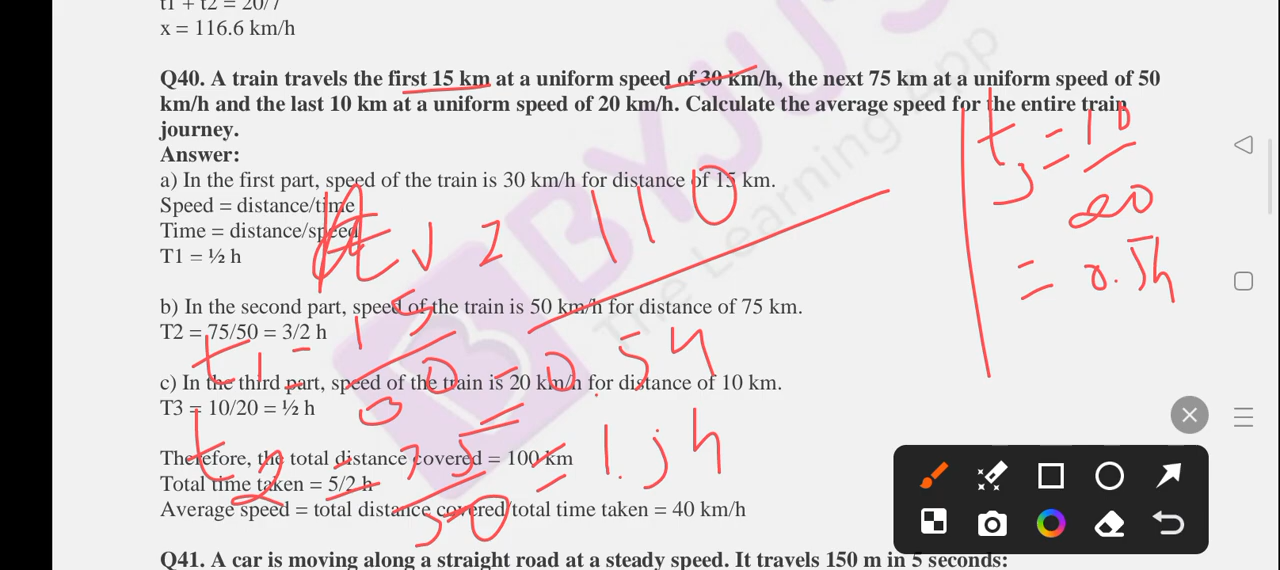 t1 + t2 = 20/7
x = 116.6 km/h
Q40. A train travels the first 15 km at a uniform speed of 30 km/h, the next 75 km at a uniform speed of 50
km/h and the last 10 km at a uniform speed of 20 km/h. Calculate the average speed for the entire train
journey.
Answer:
a) In the first part, speed of the train is 30 km/h for distance of 15 km.
Speed = distance/time
Time = distance/speed
T1 = ½ h
b) In the second part, speed of the train is 50 km/h for distance of 75 km.
T2 = 75/50 = 3/2 h
c) In the third part, speed of the train is 20 km/h for distance of 10 km.
T3 = 10/20 = ½ h
Therefore, the total distance covered = 100 km
Total time taken = 5/2 h
Average speed = total distance covered/total time taken = 40 km/h
Q41. A car is moving along a straight road at a steady speed. It travels 150 m in 5 seconds:
BYJU'S
The Learning App
110
t1 = 15
30 = 0.5h
t2 = 75 = 1.5h
50
t3 = 10
20
= 0.5h